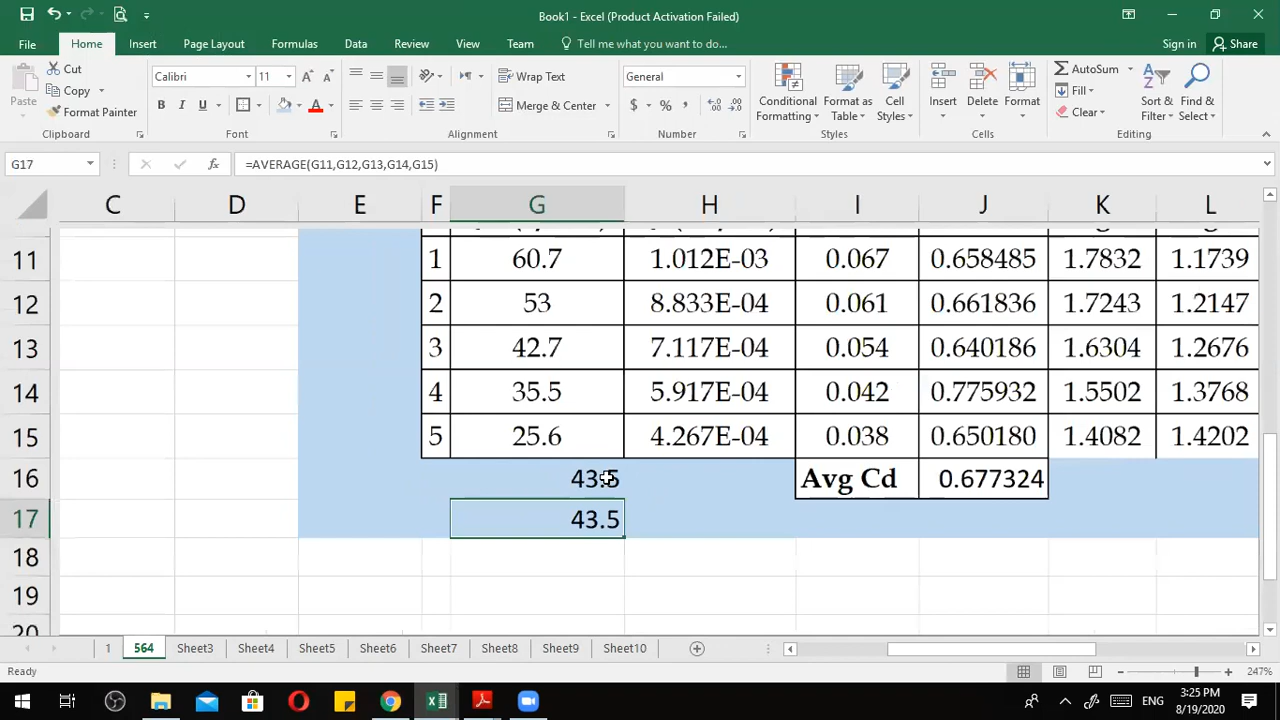 Book1 - Excel (Product Activation Failed)
File Home Insert Page Layout Formulas Data Review View Team Tell me what you want to do... Sign in Share
Paste Cut Copy Format Painter Clipboard
Calibri 11 B I U Font
Wrap Text Merge & Center Alignment
General $ % , Number
Conditional Formatting Format as Table Cell Styles Styles
Insert Delete Format Cells
AutoSum Fill Clear Sort & Filter Find & Select Editing
G17 fx =AVERAGE(G11,G12,G13,G14,G15)
C D E F G H I J K L
11 1 60.7 1.012E-03 0.067 0.658485 1.7832 1.1739
12 2 53 8.833E-04 0.061 0.661836 1.7243 1.2147
13 3 42.7 7.117E-04 0.054 0.640186 1.6304 1.2676
14 4 35.5 5.917E-04 0.042 0.775932 1.5502 1.3768
15 5 25.6 4.267E-04 0.038 0.650180 1.4082 1.4202
16 43.5 Avg Cd 0.677324
17 43.5
18
19
20
1 564 Sheet3 Sheet4 Sheet5 Sheet6 Sheet7 Sheet8 Sheet9 Sheet10
Ready 247%
ENG 3:25 PM
8/19/2020